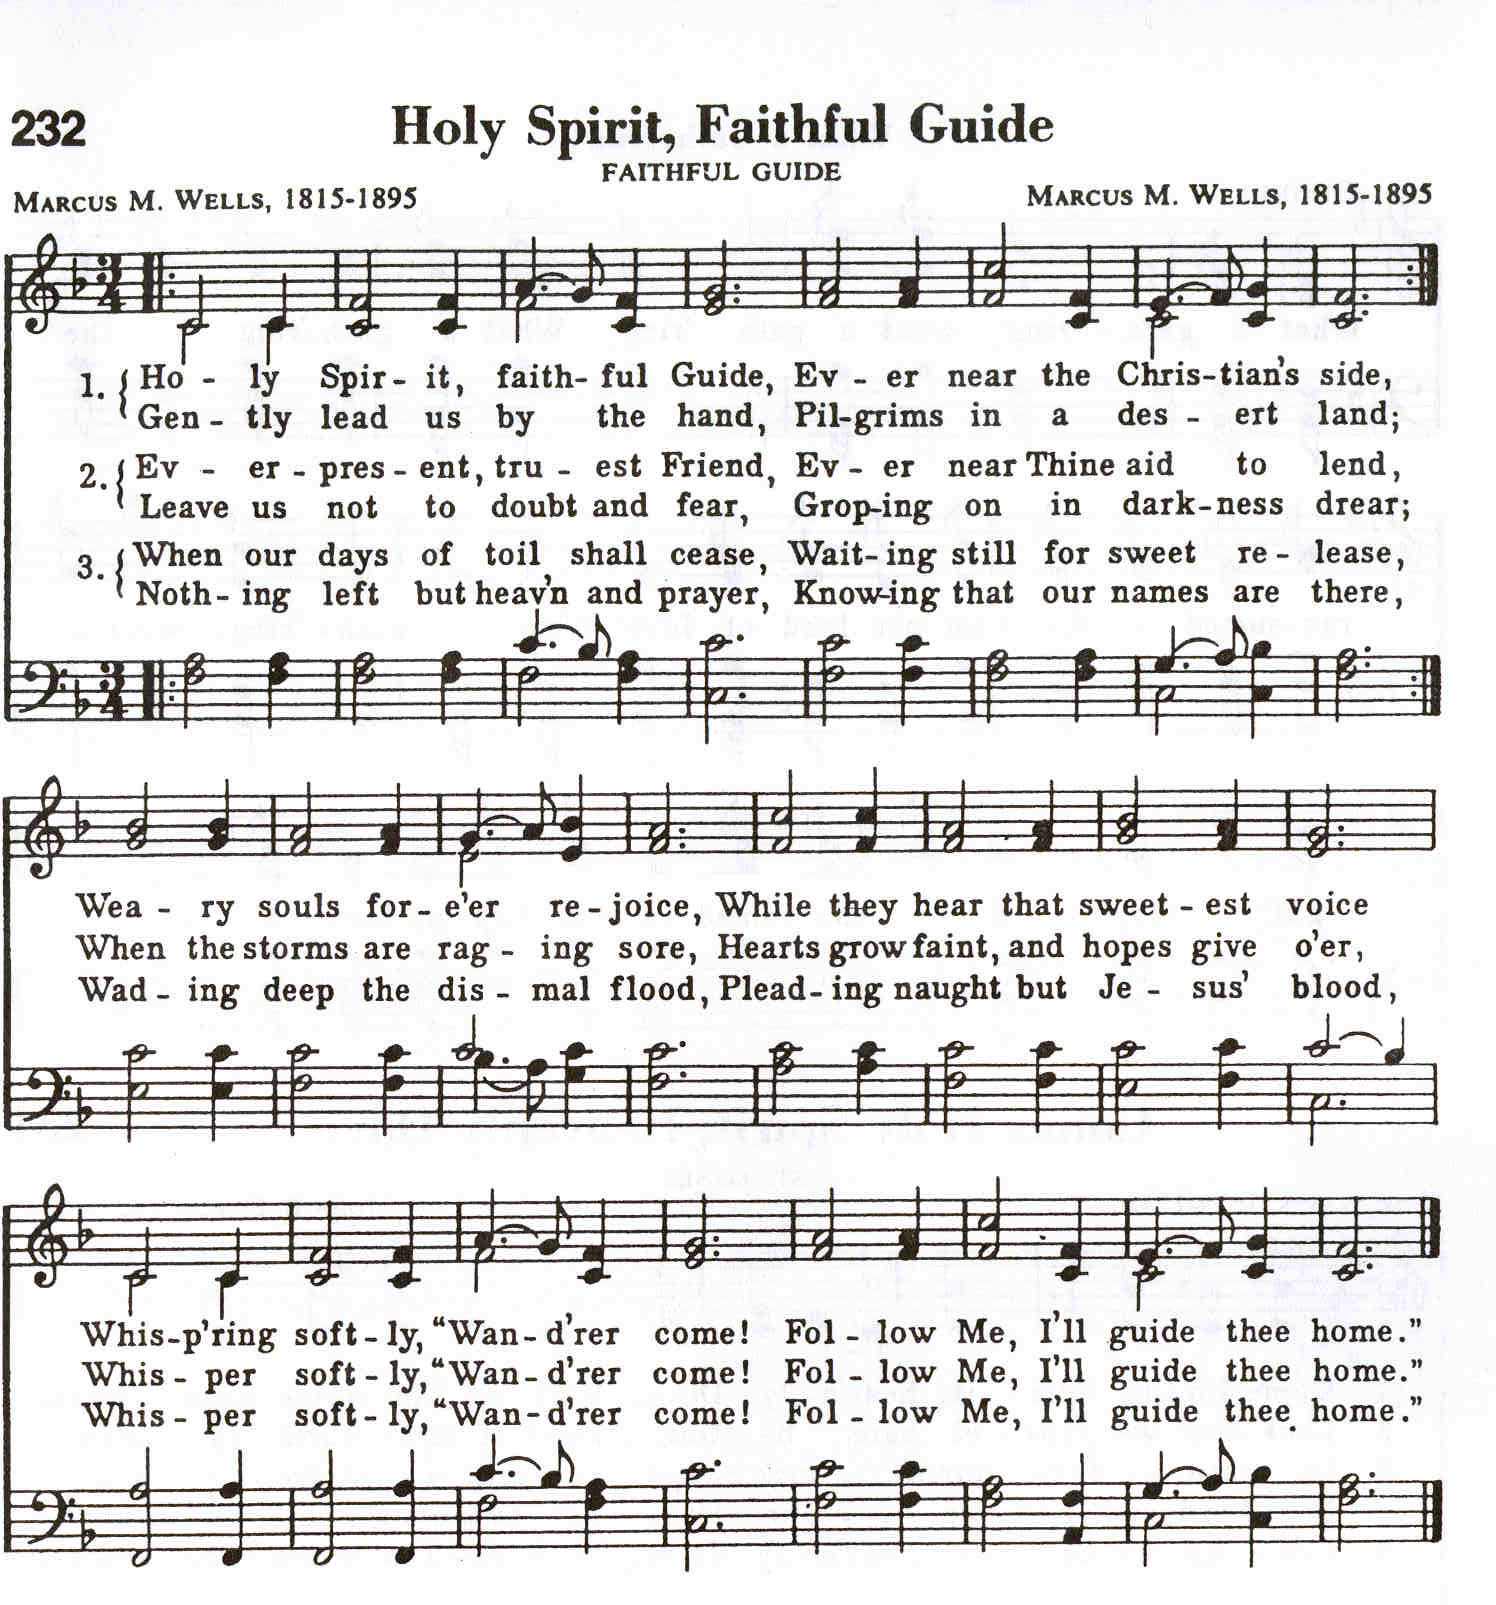 232
Holy Spirit, Faithful Guide
FAITHFUL GUIDE
MARCUS M. WELLS, 1815-1895 MARCUS M. WELLS, 1815-1895
1. Ho - ly Spir - it, faith - ful Guide, Ev - er near the Chris - tian's side,
Gen - tly lead us by the hand, Pil - grims in a des - ert land;
2. Ev - er - pres - ent, tru - est Friend, Ev - er near Thine aid to lend,
Leave us not to doubt and fear, Grop - ing on in dark - ness drear;
3. When our days of toil shall cease, Wait - ing still for sweet re - lease,
Noth - ing left but heav'n and prayer, Know - ing that our names are there,
Wea - ry souls for - e'er re - joice, While they hear that sweet - est voice
When the storms are rag - ing sore, Hearts grow faint, and hopes give o'er,
Wad - ing deep the dis - mal flood, Plead - ing naught but Je - sus' blood,
Whis - p'ring soft - ly, "Wan - d'rer come! Fol - low Me, I'll guide thee home."
Whis - per soft - ly, "Wan - d'rer come! Fol - low Me, I'll guide thee home."
Whis - per soft - ly, "Wan - d'rer come! Fol - low Me, I'll guide thee home."